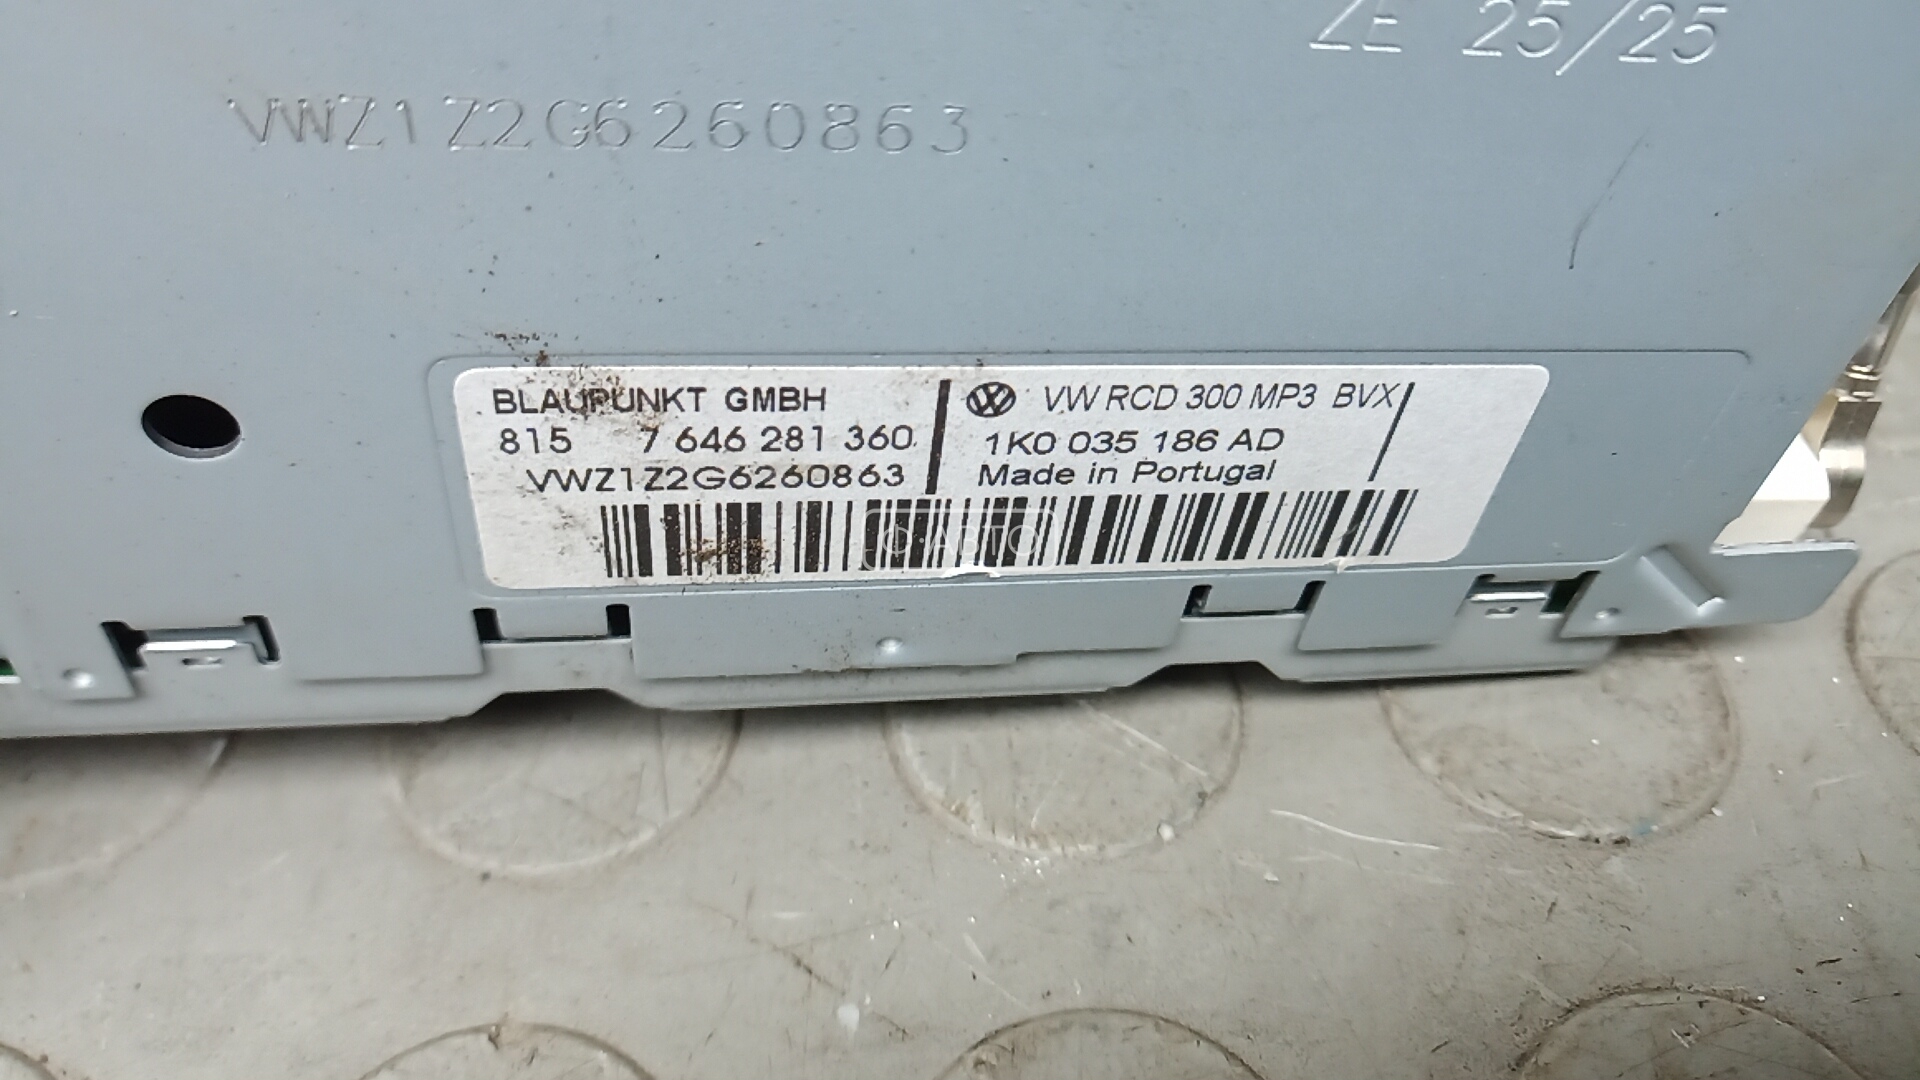 ZE 25/25
VWZ1Z2G6260863
BLAUPUNKT GMBH
815 7 646 281 360
VWZ1Z2G6260863
VW RCD 300 MP3 BVX
1K0 035 186 AD
Made in Portugal
АВТО